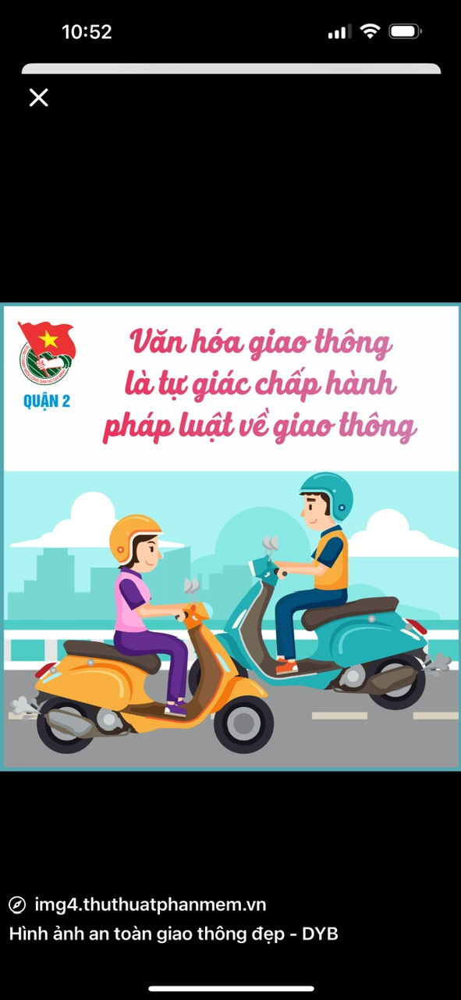 10:52
Văn hóa giao thông
là tự giác chấp hành
pháp luật về giao thông
QUẬN 2
img4.thuthuatphanmem.vn
Hình ảnh an toàn giao thông đẹp - DYB